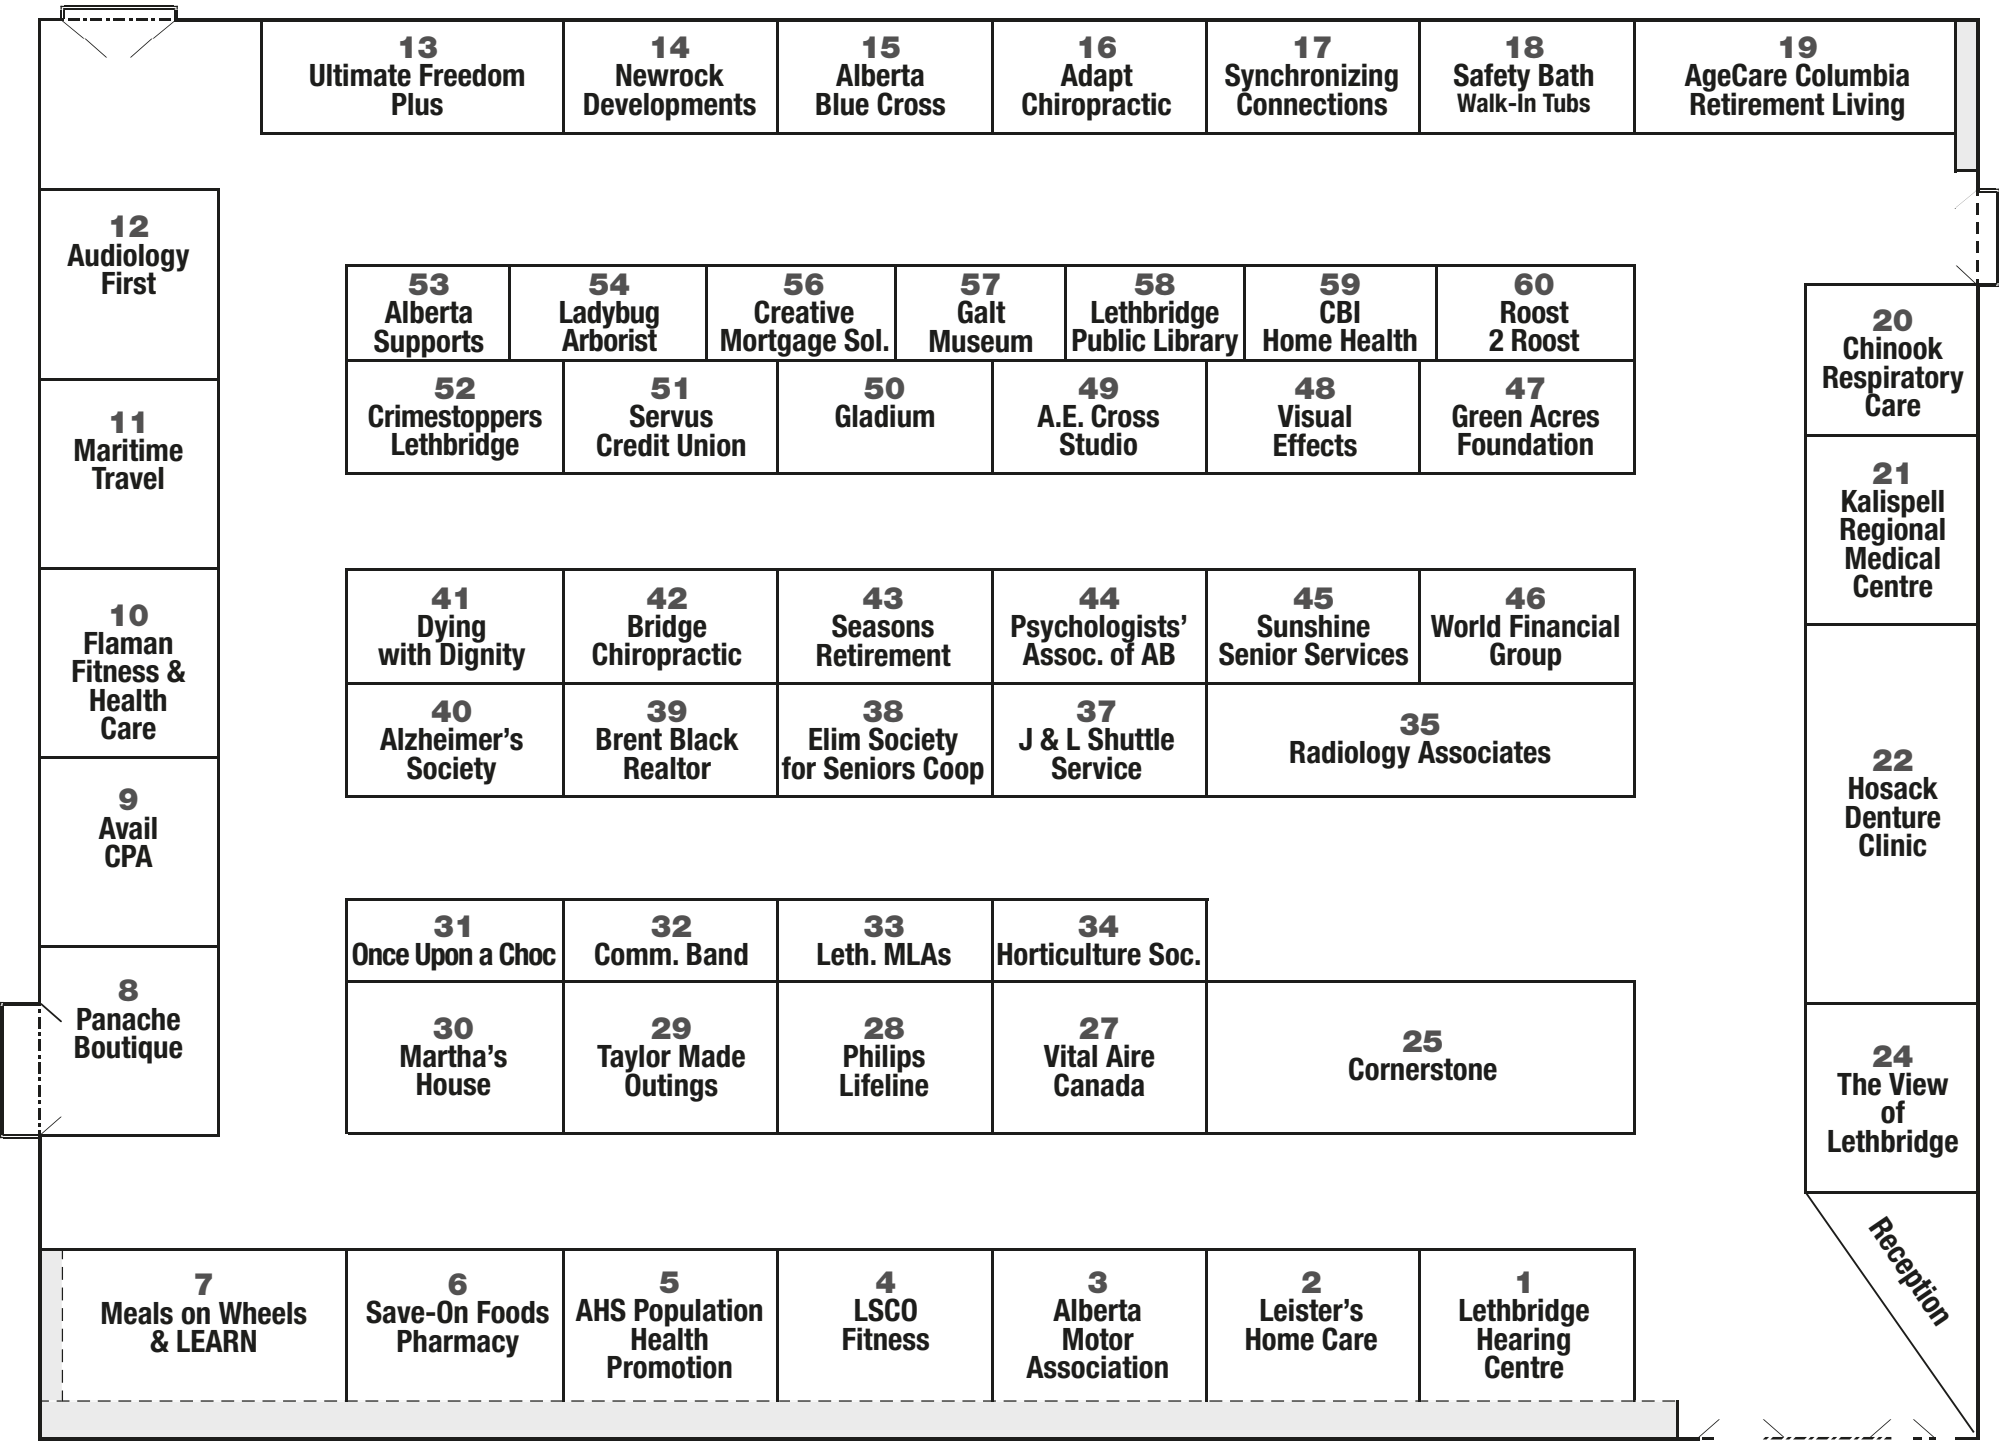 13
Ultimate Freedom
Plus
14
Newrock
Developments
15
Alberta
Blue Cross
16
Adapt
Chiropractic
17
Synchronizing
Connections
18
Safety Bath
Walk-In Tubs
19
AgeCare Columbia
Retirement Living
12
Audiology
First
11
Maritime
Travel
10
Flaman
Fitness &
Health
Care
9
Avail
CPA
8
Panache
Boutique
53
Alberta
Supports
54
Ladybug
Arborist
56
Creative
Mortgage Sol.
57
Galt
Museum
58
Lethbridge
Public Library
59
CBI
Home Health
60
Roost
2 Roost
52
Crimestoppers
Lethbridge
51
Servus
Credit Union
50
Gladium
49
A.E. Cross
Studio
48
Visual
Effects
47
Green Acres
Foundation
41
Dying
with Dignity
42
Bridge
Chiropractic
43
Seasons
Retirement
44
Psychologists’
Assoc. of AB
45
Sunshine
Senior Services
46
World Financial
Group
40
Alzheimer’s
Society
39
Brent Black
Realtor
38
Elim Society
for Seniors Coop
37
J & L Shuttle
Service
35
Radiology Associates
31
Once Upon a Choc
32
Comm. Band
33
Leth. MLAs
34
Horticulture Soc.
30
Martha’s
House
29
Taylor Made
Outings
28
Philips
Lifeline
27
Vital Aire
Canada
25
Cornerstone
20
Chinook
Respiratory
Care
21
Kalispell
Regional
Medical
Centre
22
Hosack
Denture
Clinic
24
The View
of
Lethbridge
Reception
7
Meals on Wheels
& LEARN
6
Save-On Foods
Pharmacy
5
AHS Population
Health
Promotion
4
LSCO
Fitness
3
Alberta
Motor
Association
2
Leister’s
Home Care
1
Lethbridge
Hearing
Centre